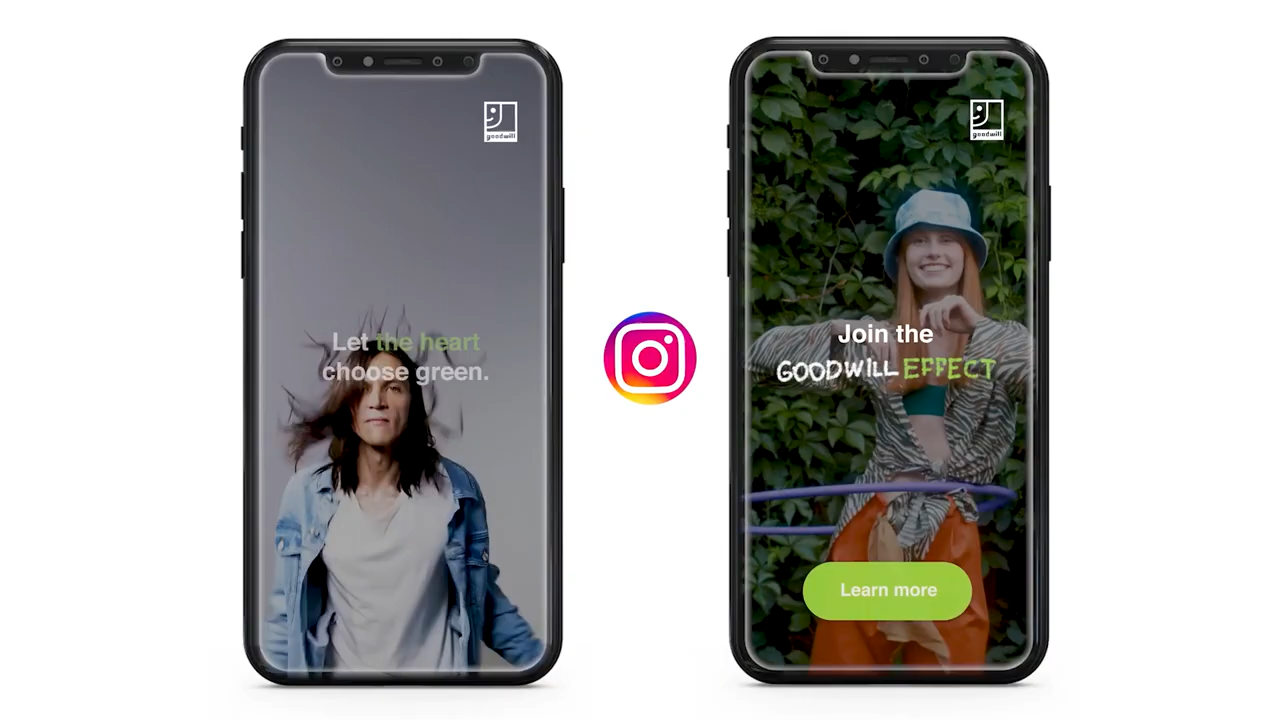 goodwill
Let the heart
choose green.
goodwill
Join the
GOODWILL EFFECT
Learn more